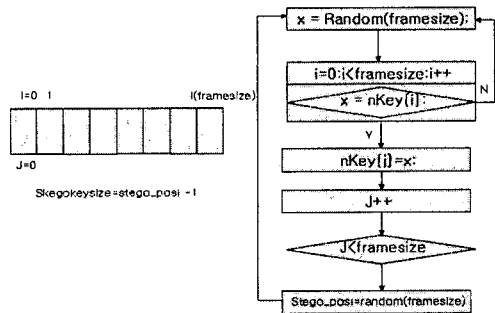 I=0 1 I(framesize)
J=0
Skegokeysize=stego_posi -1
x = Random(framesize);
i=0;i<framesize;i++
x = nKey[i];
N
Y
nKey[j]=x;
J++
J<framesize
Stego_posi=random(framesize)